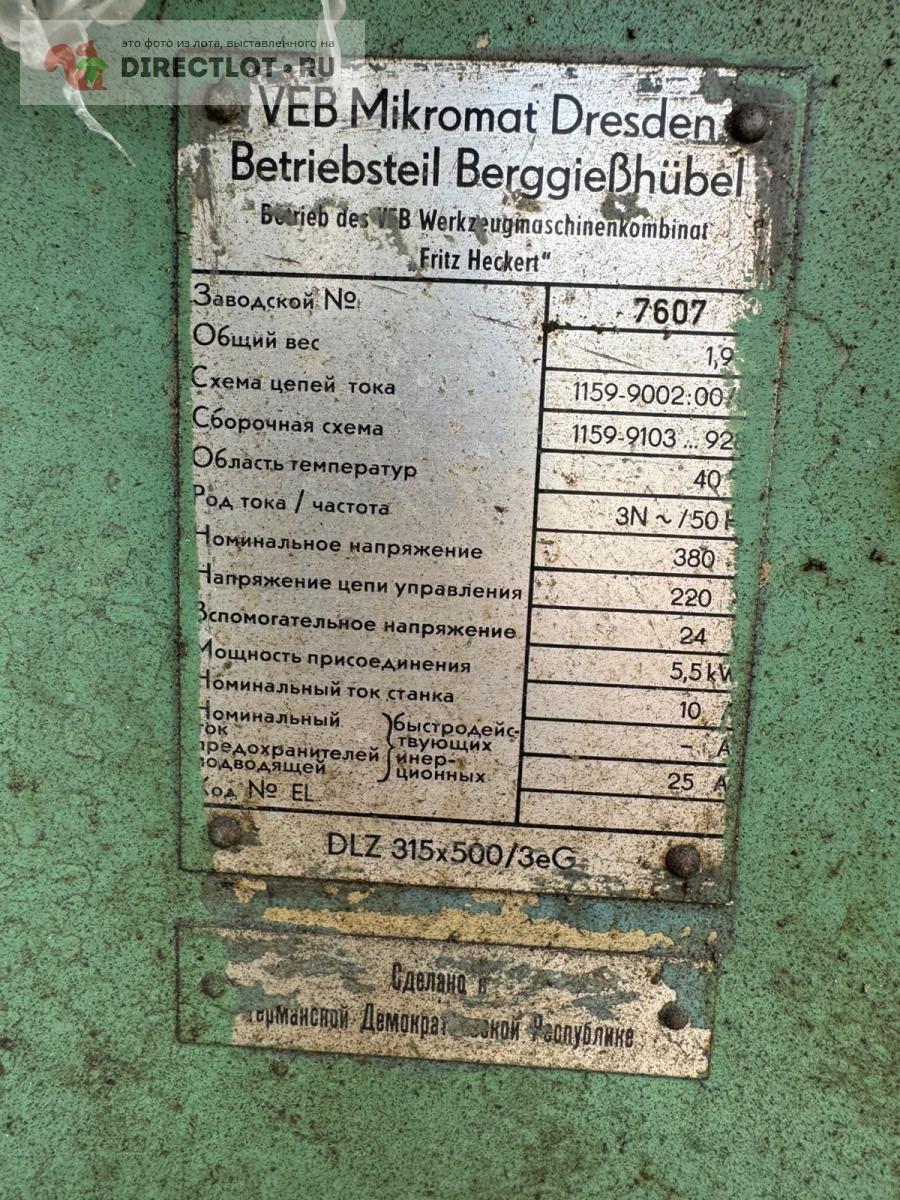 это фото из лота, выставленного на
DIRECTLOT.RU
VEB Mikromat Dresden
Betriebsteil Berggießhübel
Betrieb des VEB Werkzeugmaschinenkombinat
„Fritz Heckert“
Заводской № 7607
Общий вес 1,9
Схема цепей тока 1159-9002:00
Сборочная схема 1159-9103 ... 92
Область температур 40
Род тока / частота 3N ~ /50
Номинальное напряжение 380
Напряжение цепи управления 220
Вспомогательное напряжение 24
Мощность присоединения 5,5 kW
Номинальный ток станка 10
Номинальный быстродейс-
ток твующих – A
предохранителей инер-
подводящей ционных 25 A
Код № EL
DLZ 315x500/3eG
Сделано в
Германской Демократической Республике